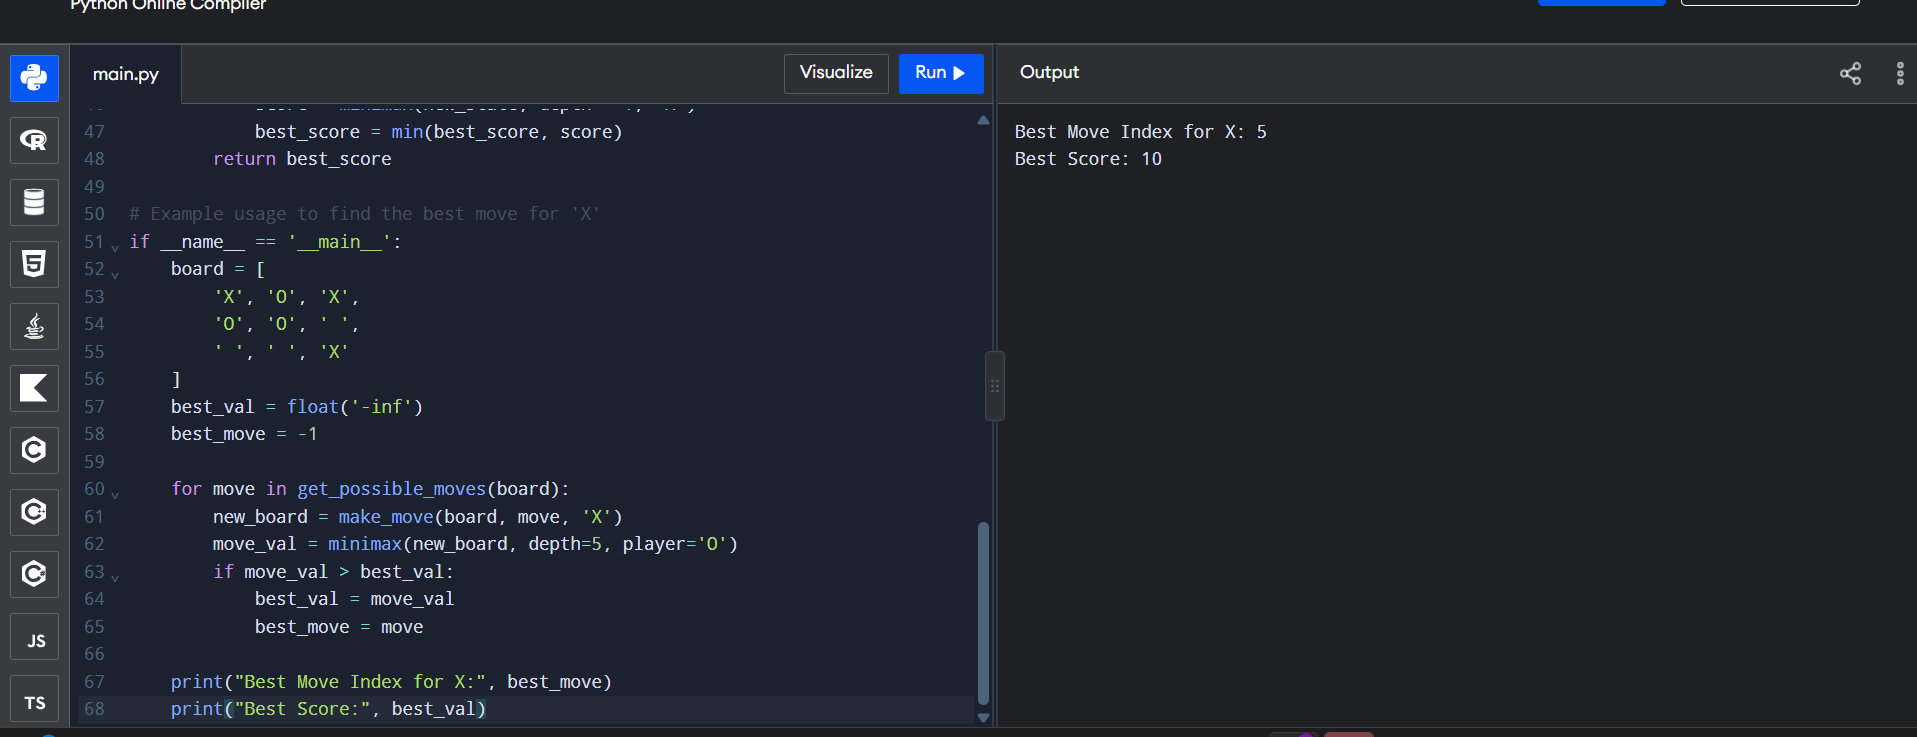 Python Online Compiler
main.py
Visualize
Run
Output
47 best_score = min(best_score, score)
48 return best_score
49
50 # Example usage to find the best move for 'X'
51 if __name__ == '__main__':
52 board = [
53 'X', 'O', 'X',
54 'O', 'O', ' ',
55 ' ', ' ', 'X'
56 ]
57 best_val = float('-inf')
58 best_move = -1
59
60 for move in get_possible_moves(board):
61 new_board = make_move(board, move, 'X')
62 move_val = minimax(new_board, depth=5, player='O')
63 if move_val > best_val:
64 best_val = move_val
65 best_move = move
66
67 print("Best Move Index for X:", best_move)
68 print("Best Score:", best_val)
Best Move Index for X: 5
Best Score: 10
R
5
C
C
C
JS
TS